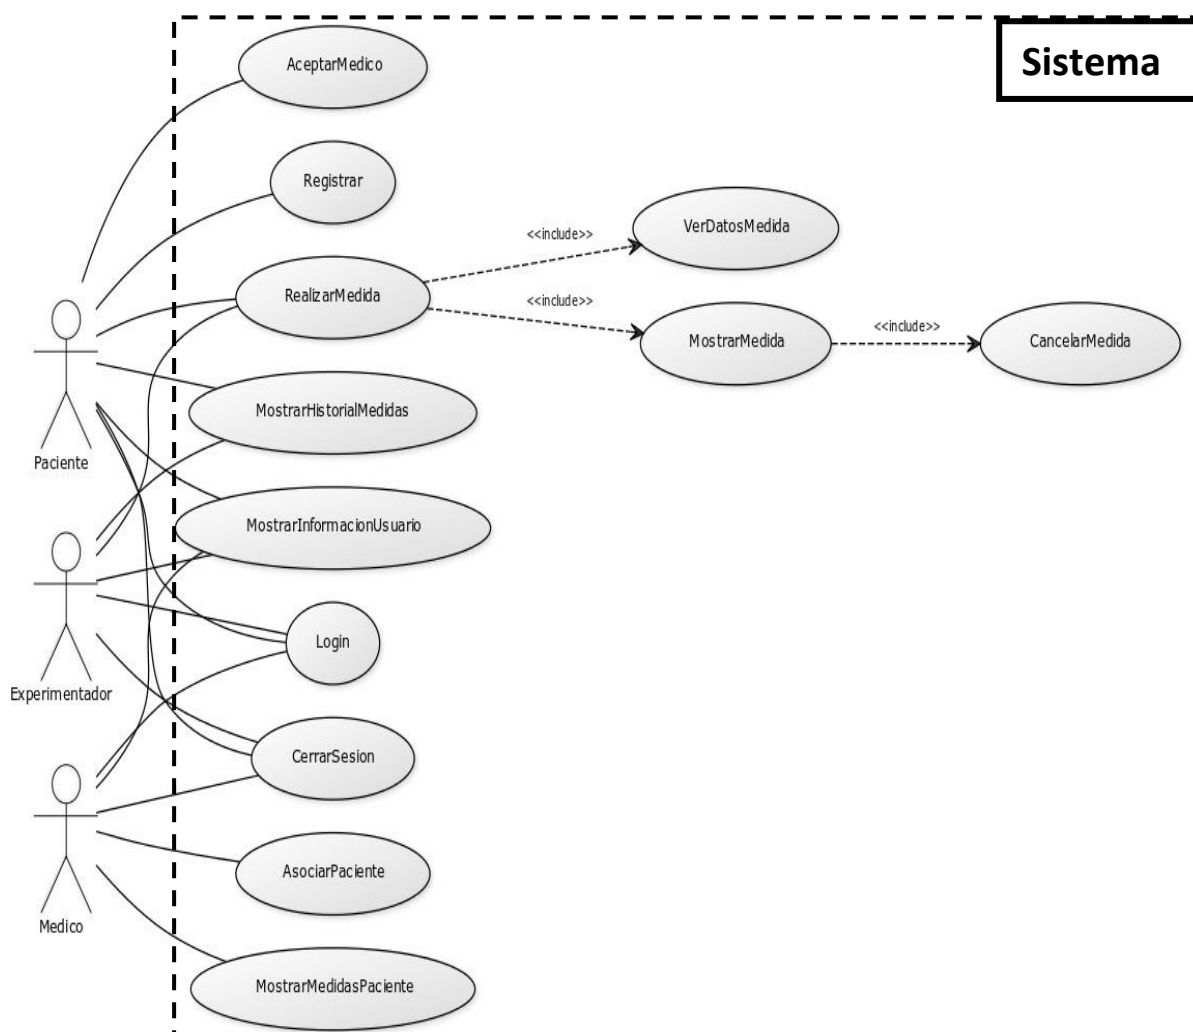 Sistema
AceptarMedico
Registrar
VerDatosMedida
<<include>>
RealizarMedida
<<include>>
<<include>>
MostrarMedida
CancelarMedida
MostrarHistorialMedidas
Paciente
MostrarInformacionUsuario
Login
Experimentador
CerrarSesion
AsociarPaciente
Medico
MostrarMedidasPaciente